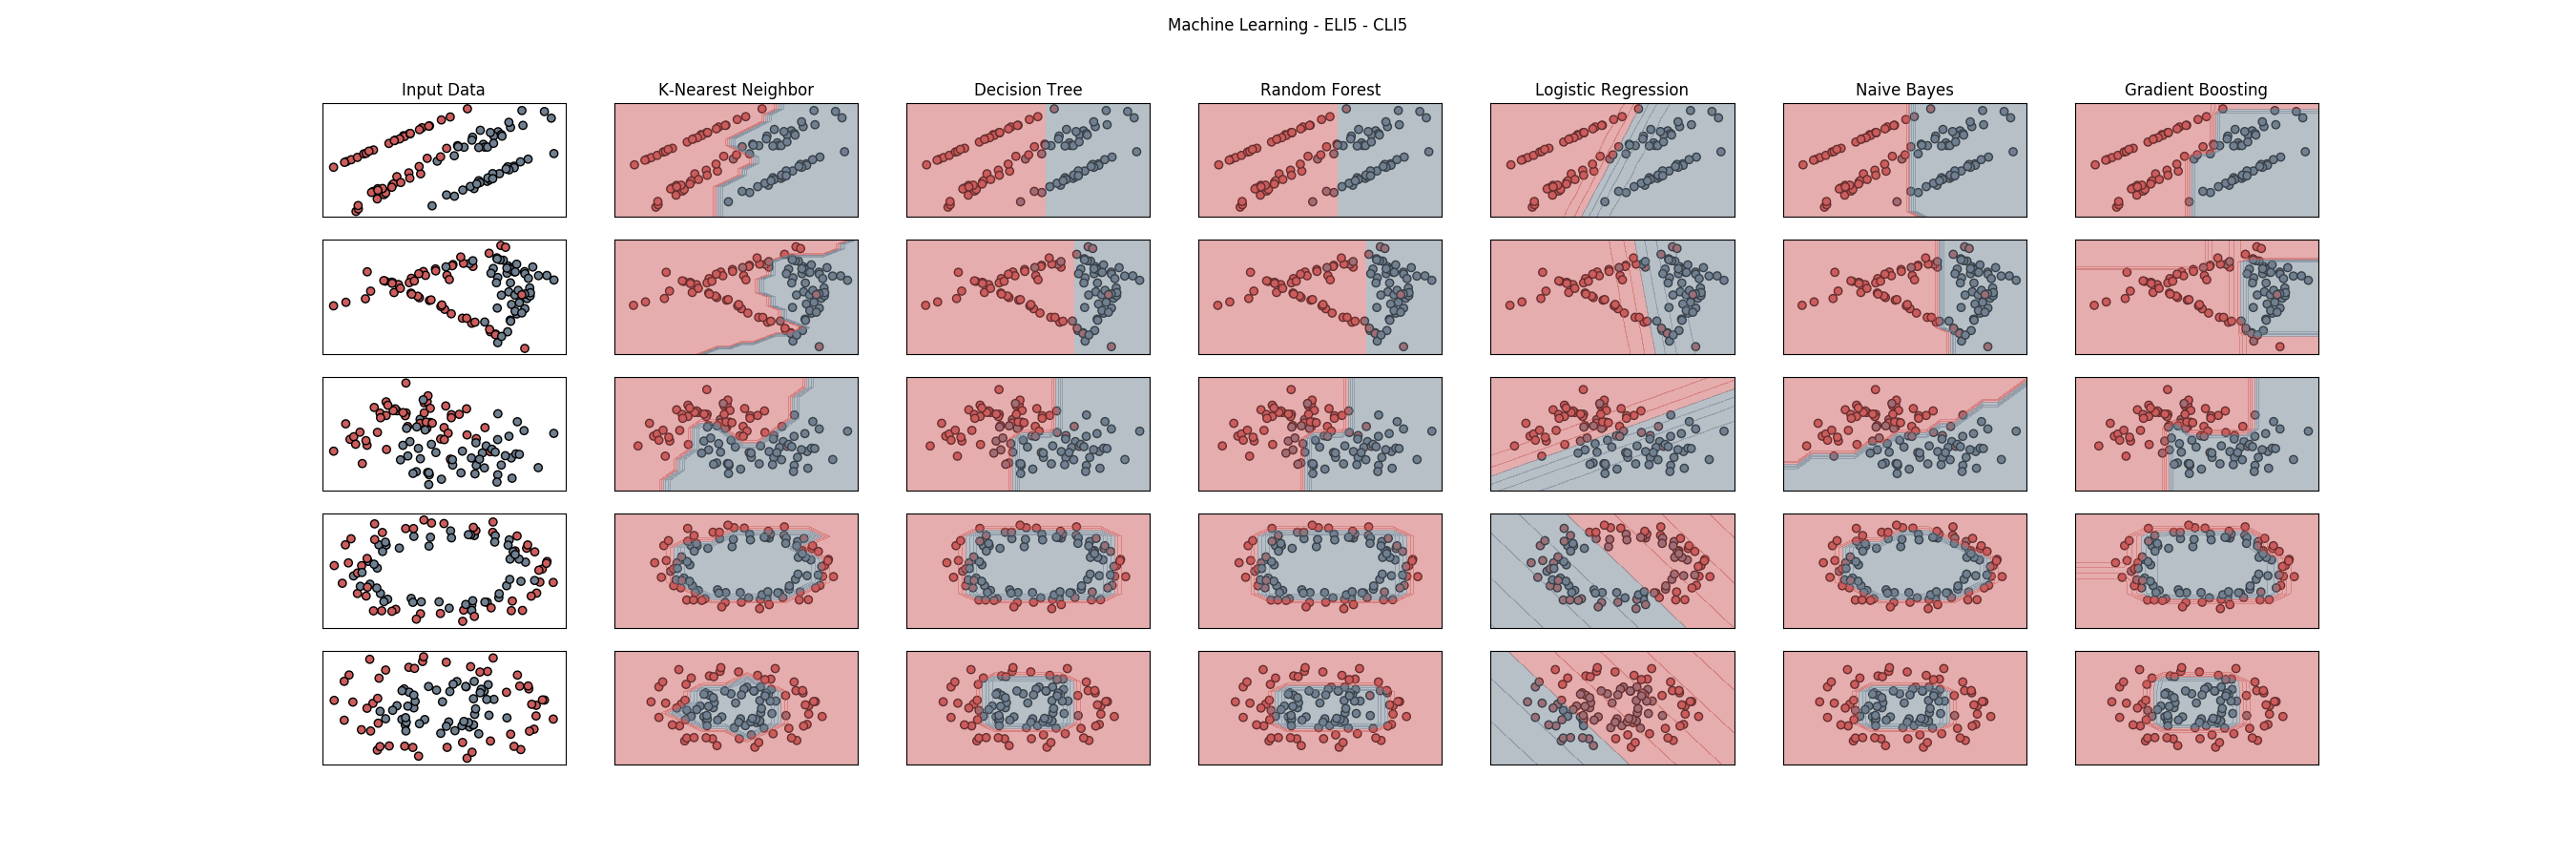 Machine Learning - ELI5 - CLI5
Input Data
K-Nearest Neighbor
Decision Tree
Random Forest
Logistic Regression
Naive Bayes
Gradient Boosting